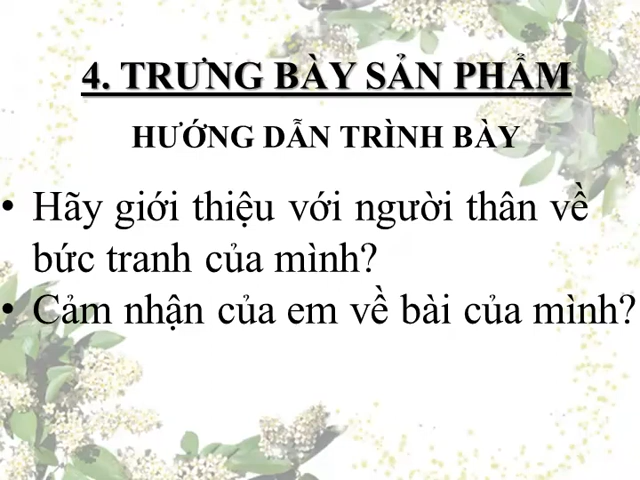 4. TRƯNG BÀY SẢN PHẨM
HƯỚNG DẪN TRÌNH BÀY
• Hãy giới thiệu với người thân về
bức tranh của mình?
• Cảm nhận của em về bài của mình?